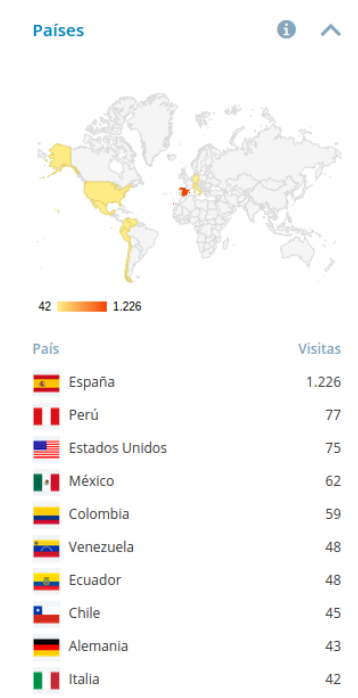 Países
42 1.226
País Visitas
España 1.226
Perú 77
Estados Unidos 75
México 62
Colombia 59
Venezuela 48
Ecuador 48
Chile 45
Alemania 43
Italia 42